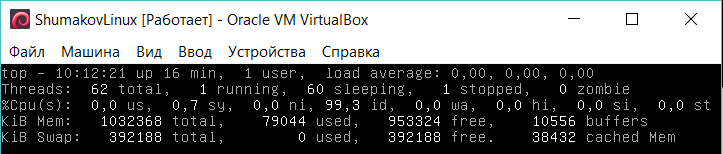 ShumakovLinux [Работает] - Oracle VM VirtualBox
Файл Машина Вид Ввод Устройства Справка
top - 10:12:21 up 16 min, 1 user, load average: 0,00, 0,00, 0,00
Threads: 62 total, 1 running, 60 sleeping, 1 stopped, 0 zombie
%Cpu(s): 0,0 us, 0,7 sy, 0,0 ni, 99,3 id, 0,0 wa, 0,0 hi, 0,0 si, 0,0 st
KiB Mem: 1032368 total, 79044 used, 953324 free, 10556 buffers
KiB Swap: 392188 total, 0 used, 392188 free. 38432 cached Mem